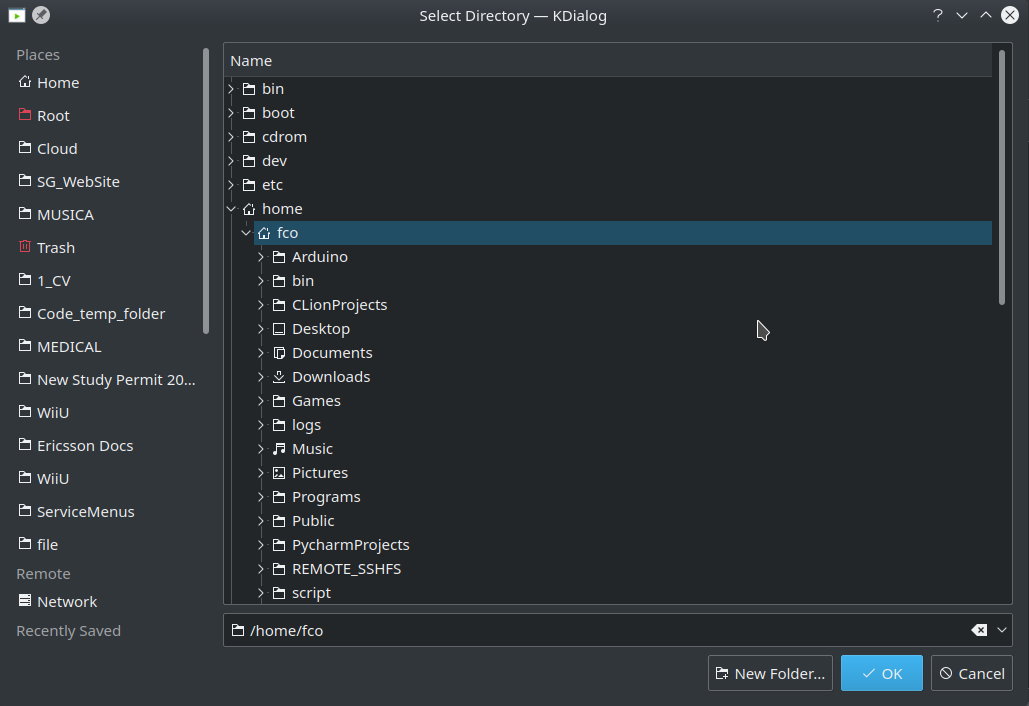 Select Directory — KDialog
Places
Home
Root
Cloud
SG_WebSite
MUSICA
Trash
1_CV
Code_temp_folder
MEDICAL
New Study Permit 20...
WiiU
Ericsson Docs
WiiU
ServiceMenus
file
Remote
Network
Recently Saved
Name
bin
boot
cdrom
dev
etc
home
fco
Arduino
bin
CLionProjects
Desktop
Documents
Downloads
Games
logs
Music
Pictures
Programs
Public
PycharmProjects
REMOTE_SSHFS
script
/home/fco
New Folder... OK Cancel